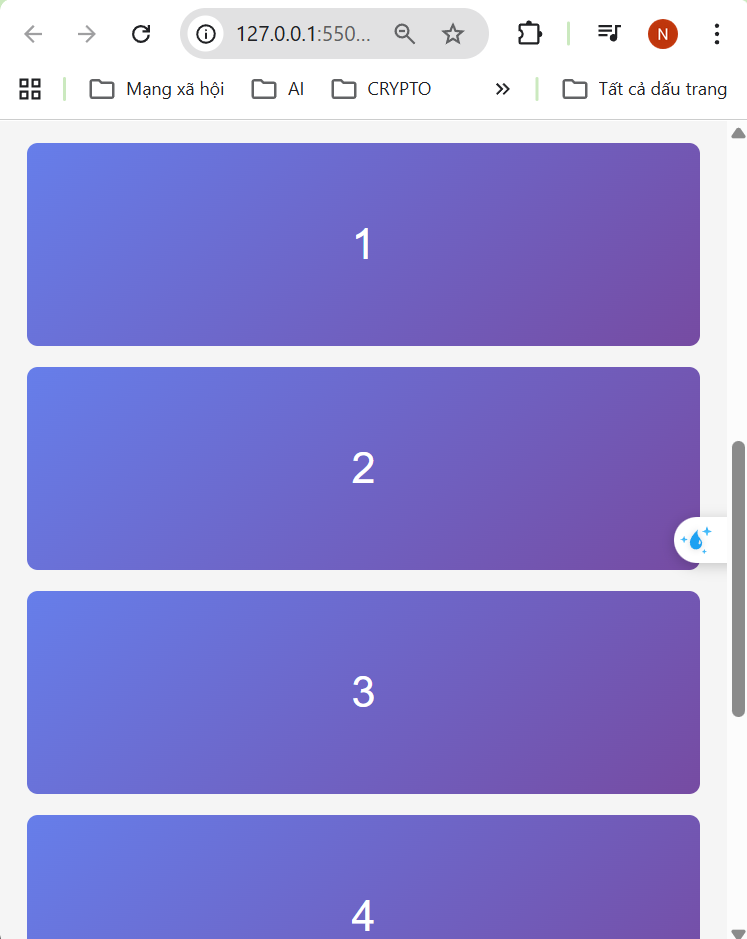 127.0.0.1:550...
N
Mạng xã hội
AI
CRYPTO
Tất cả dấu trang
1
2
3
4